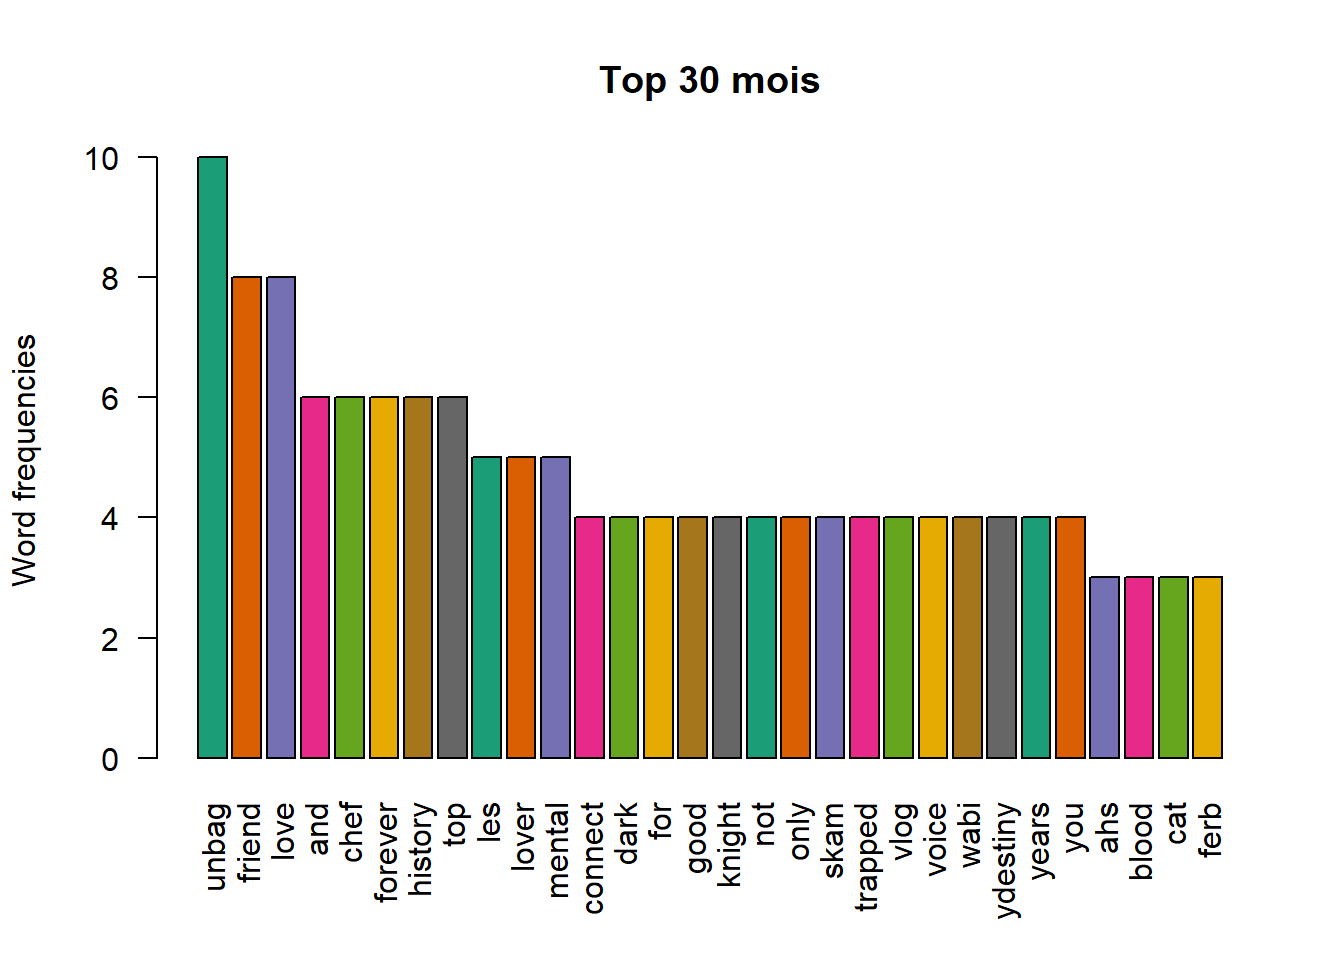 Top 30 mois
Word frequencies
10
8
6
4
2
0
unbag
friend
love
and
chef
forever
history
top
les
lover
mental
connect
dark
for
good
knight
not
only
skam
trapped
vlog
voice
wabi
ydestiny
years
you
ahs
blood
cat
ferb